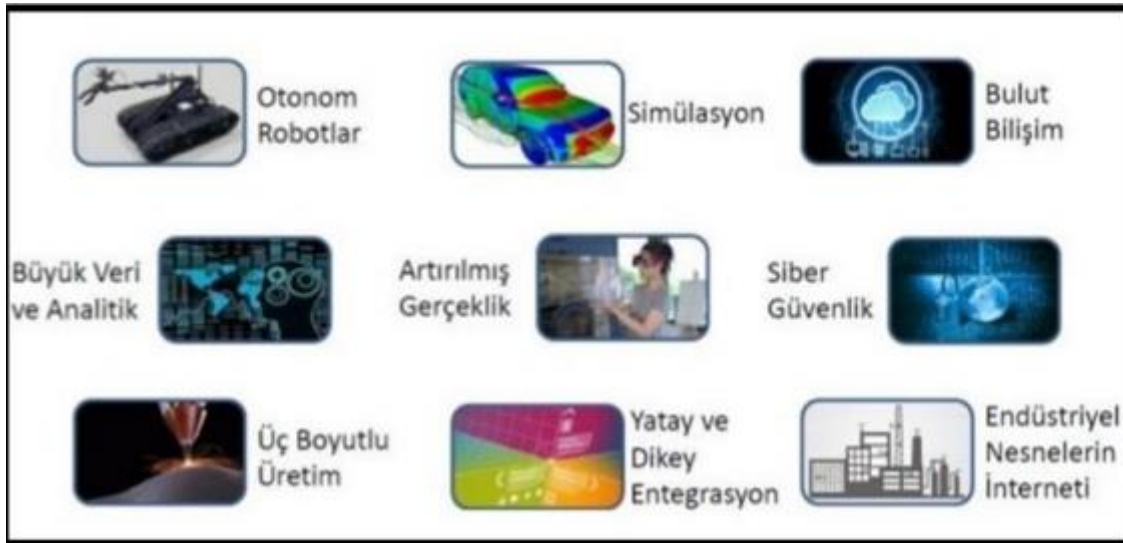 Otonom
Robotlar
Simülasyon
Bulut
Bilişim
Büyük Veri
ve Analitik
Artırılmış
Gerçeklik
Siber
Güvenlik
Üç Boyutlu
Üretim
Yatay ve
Dikey
Entegrasyon
Endüstriyel
Nesnelerin
İnterneti